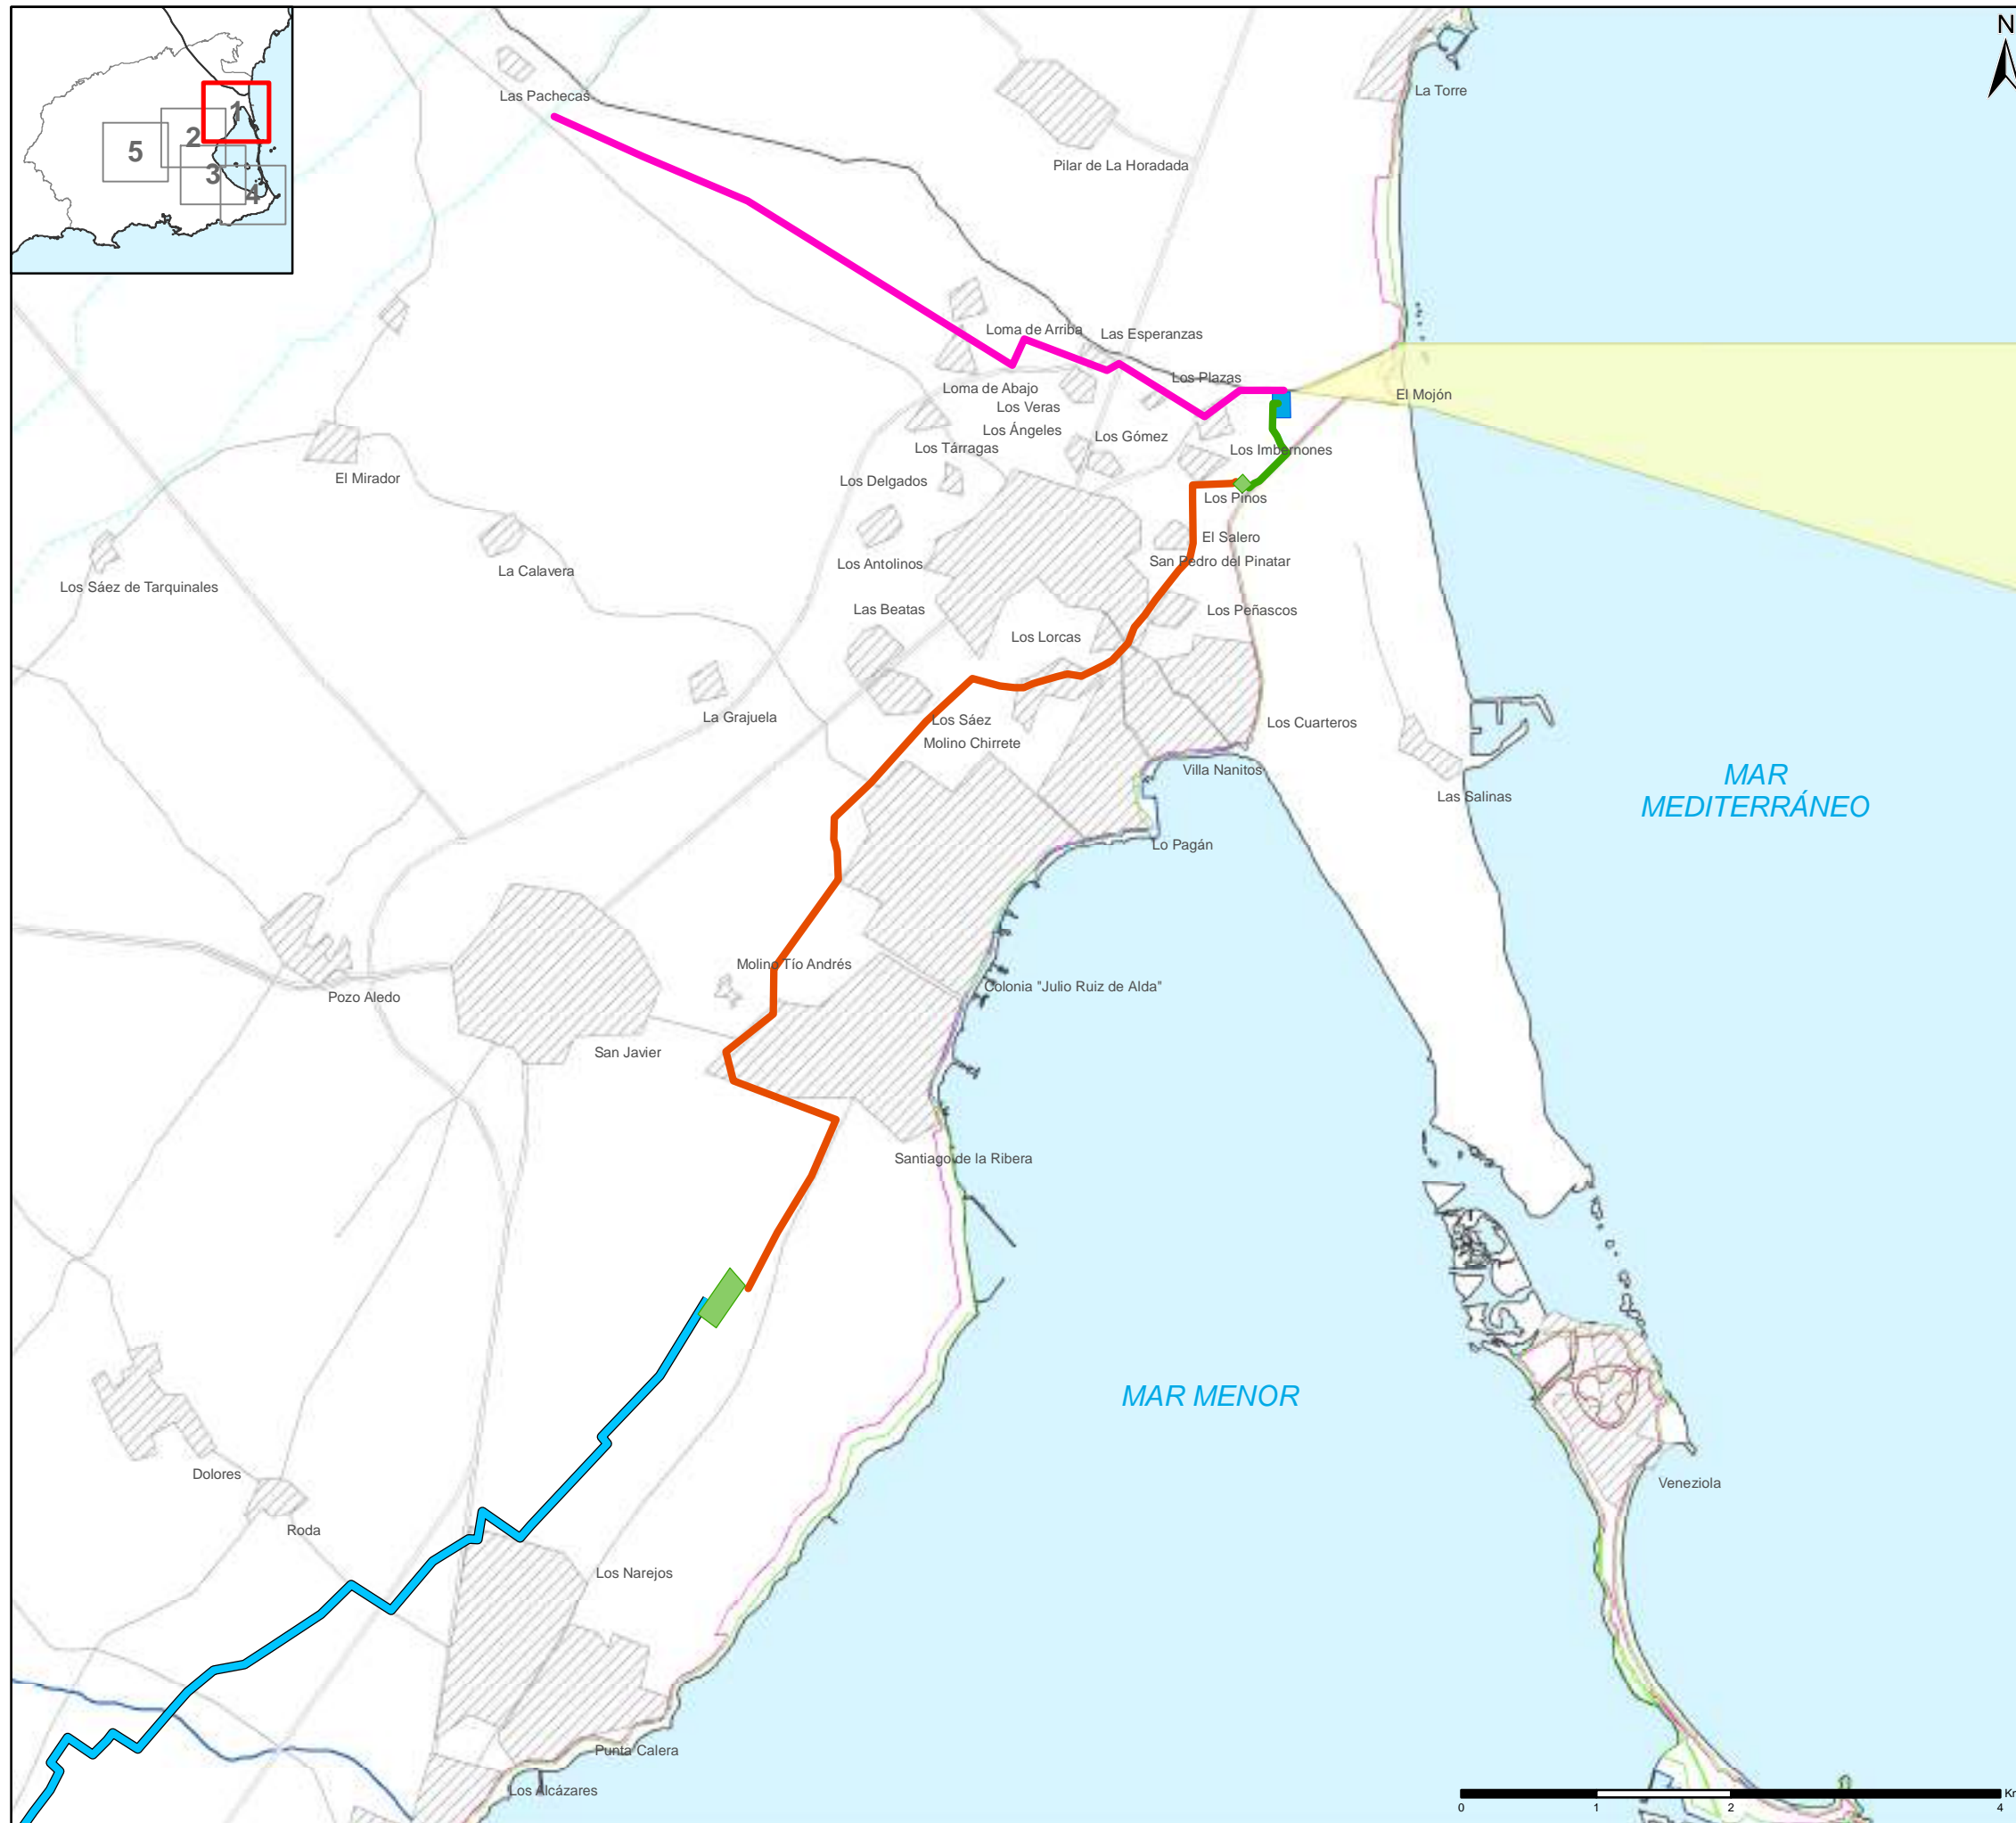 N
1
2
5
3
4
Las Pachecas
La Torre
Pilar de La Horadada
Loma de Arriba
Las Esperanzas
Los Plazas
Loma de Abajo
El Mojón
Los Veras
Los Ángeles
Los Gómez
Los Tárragas
Los Imbernones
El Mirador
Los Delgados
Los Pinos
El Salero
San Pedro del Pinatar
Los Antolinos
La Calavera
Los Sáez de Tarquinales
Las Beatas
Los Peñascos
Los Lorcas
La Grajuela
Los Sáez
Los Cuarteros
Molino Chirrete
Villa Nanitos
MAR
MEDITERRÁNEO
Las Salinas
Lo Pagán
Molino Tío Andrés
Colonia "Julio Ruiz de Alda"
Pozo Aledo
San Javier
Santiago de la Ribera
MAR MENOR
Dolores
Veneziola
Roda
Los Narejos
Punta Calera
Los Alcázares
0
1
2
4